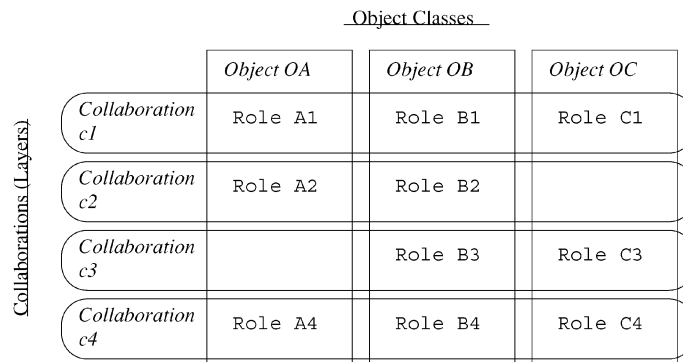 Object Classes
Object OA
Object OB
Object OC
Collaborations (Layers)
Collaboration
c1
Role A1
Role B1
Role C1
Collaboration
c2
Role A2
Role B2
Collaboration
c3
Role B3
Role C3
Collaboration
c4
Role A4
Role B4
Role C4